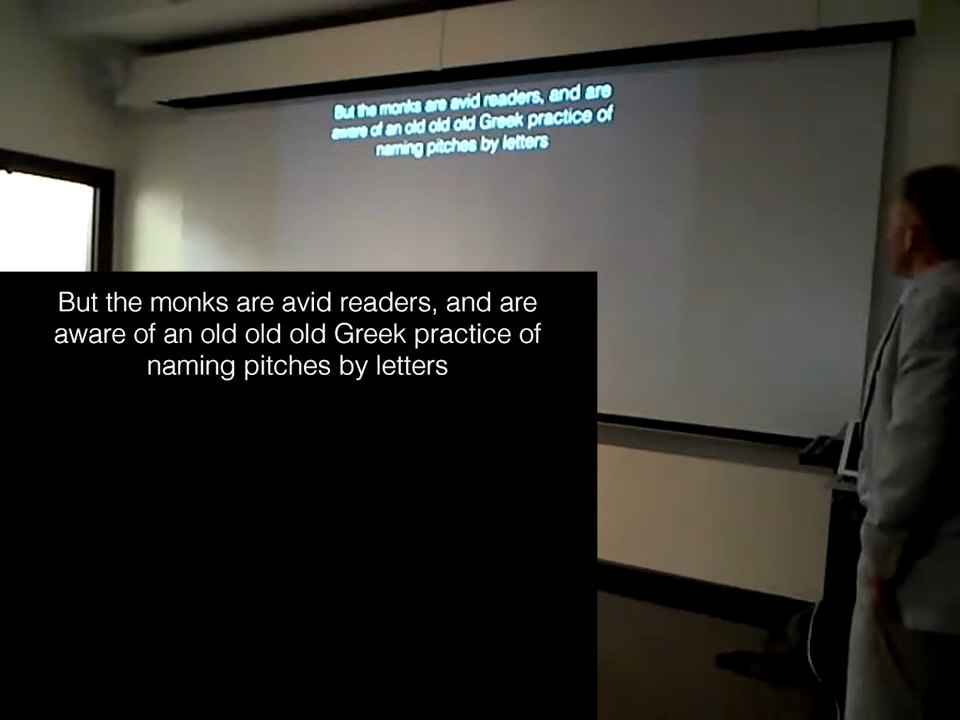 But the monks are avid readers, and are
aware of an old old old Greek practice of
naming pitches by letters
But the monks are avid readers, and are
aware of an old old old Greek practice of
naming pitches by letters